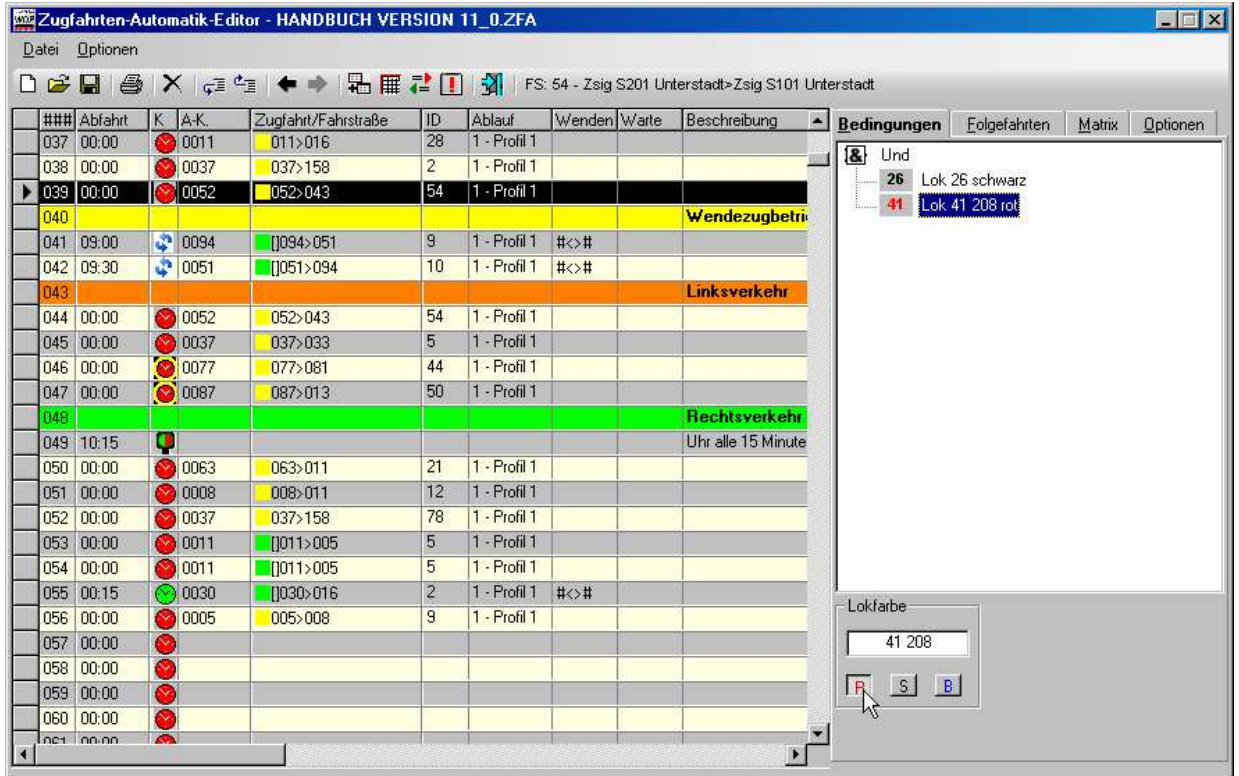 Zugfahrten-Automatik-Editor - HANDBUCH VERSION 11_0.ZFA
Datei Optionen
FS: 54 - Zsig S201 Unterstadt>Zsig S101 Unterstadt
### Abfahrt K A-K. Zugfahrt/Fahrstraße ID Ablauf Wenden Warte Beschreibung
037 00:00 0011 011>016 28 1 - Profil 1
038 00:00 0037 037>158 2 1 - Profil 1
039 00:00 0052 052>043 54 1 - Profil 1
040 Wendezugbetri
041 09:00 0094 []094>051 9 1 - Profil 1 #<>#
042 09:30 0051 []051>094 10 1 - Profil 1 #<>#
043 Linksverkehr
044 00:00 0052 052>043 54 1 - Profil 1
045 00:00 0037 037>033 5 1 - Profil 1
046 00:00 0077 077>081 44 1 - Profil 1
047 00:00 0087 087>013 50 1 - Profil 1
048 Rechtsverkehr
049 10:15 Uhr alle 15 Minute
050 00:00 0063 063>011 21 1 - Profil 1
051 00:00 0008 008>011 12 1 - Profil 1
052 00:00 0037 037>158 78 1 - Profil 1
053 00:00 0011 []011>005 5 1 - Profil 1
054 00:00 0011 []011>005 5 1 - Profil 1
055 00:15 0030 []030>016 2 1 - Profil 1 #<>#
056 00:00 0005 005>008 9 1 - Profil 1
057 00:00
058 00:00
059 00:00
060 00:00
061 00:00
Bedingungen Folgefahrten Matrix Optionen
& Und
26 Lok 26 schwarz
41 Lok 41 208 rot
Lokfarbe
41 208
R S B